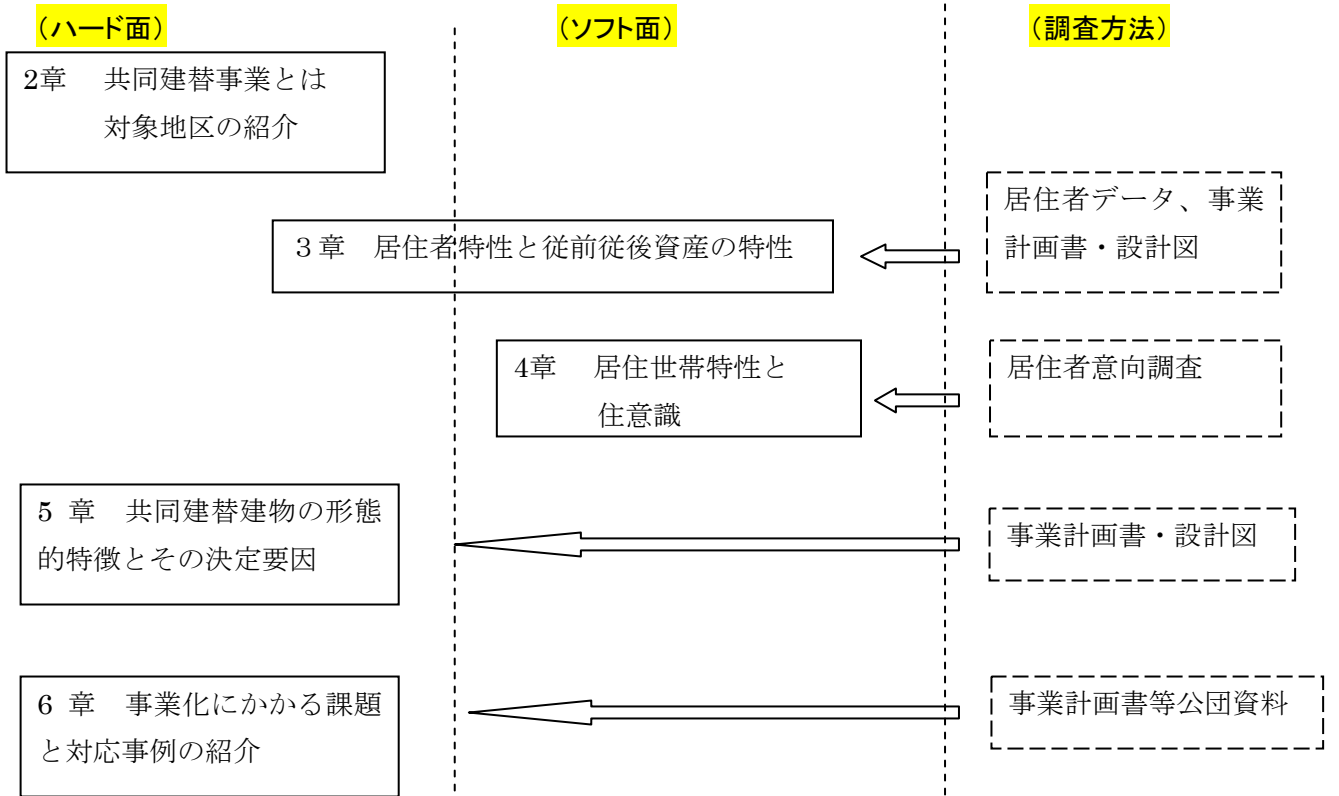 （ハード面）
（ソフト面）
（調査方法）
2章　共同建替事業とは
対象地区の紹介
居住者データ、事業
計画書・設計図
３章　居住者特性と従前従後資産の特性
4章　居住世帯特性と
住意識
居住者意向調査
5 章　共同建替建物の形態
的特徴とその決定要因
事業計画書・設計図
6 章　事業化にかかる課題
と対応事例の紹介
事業計画書等公団資料